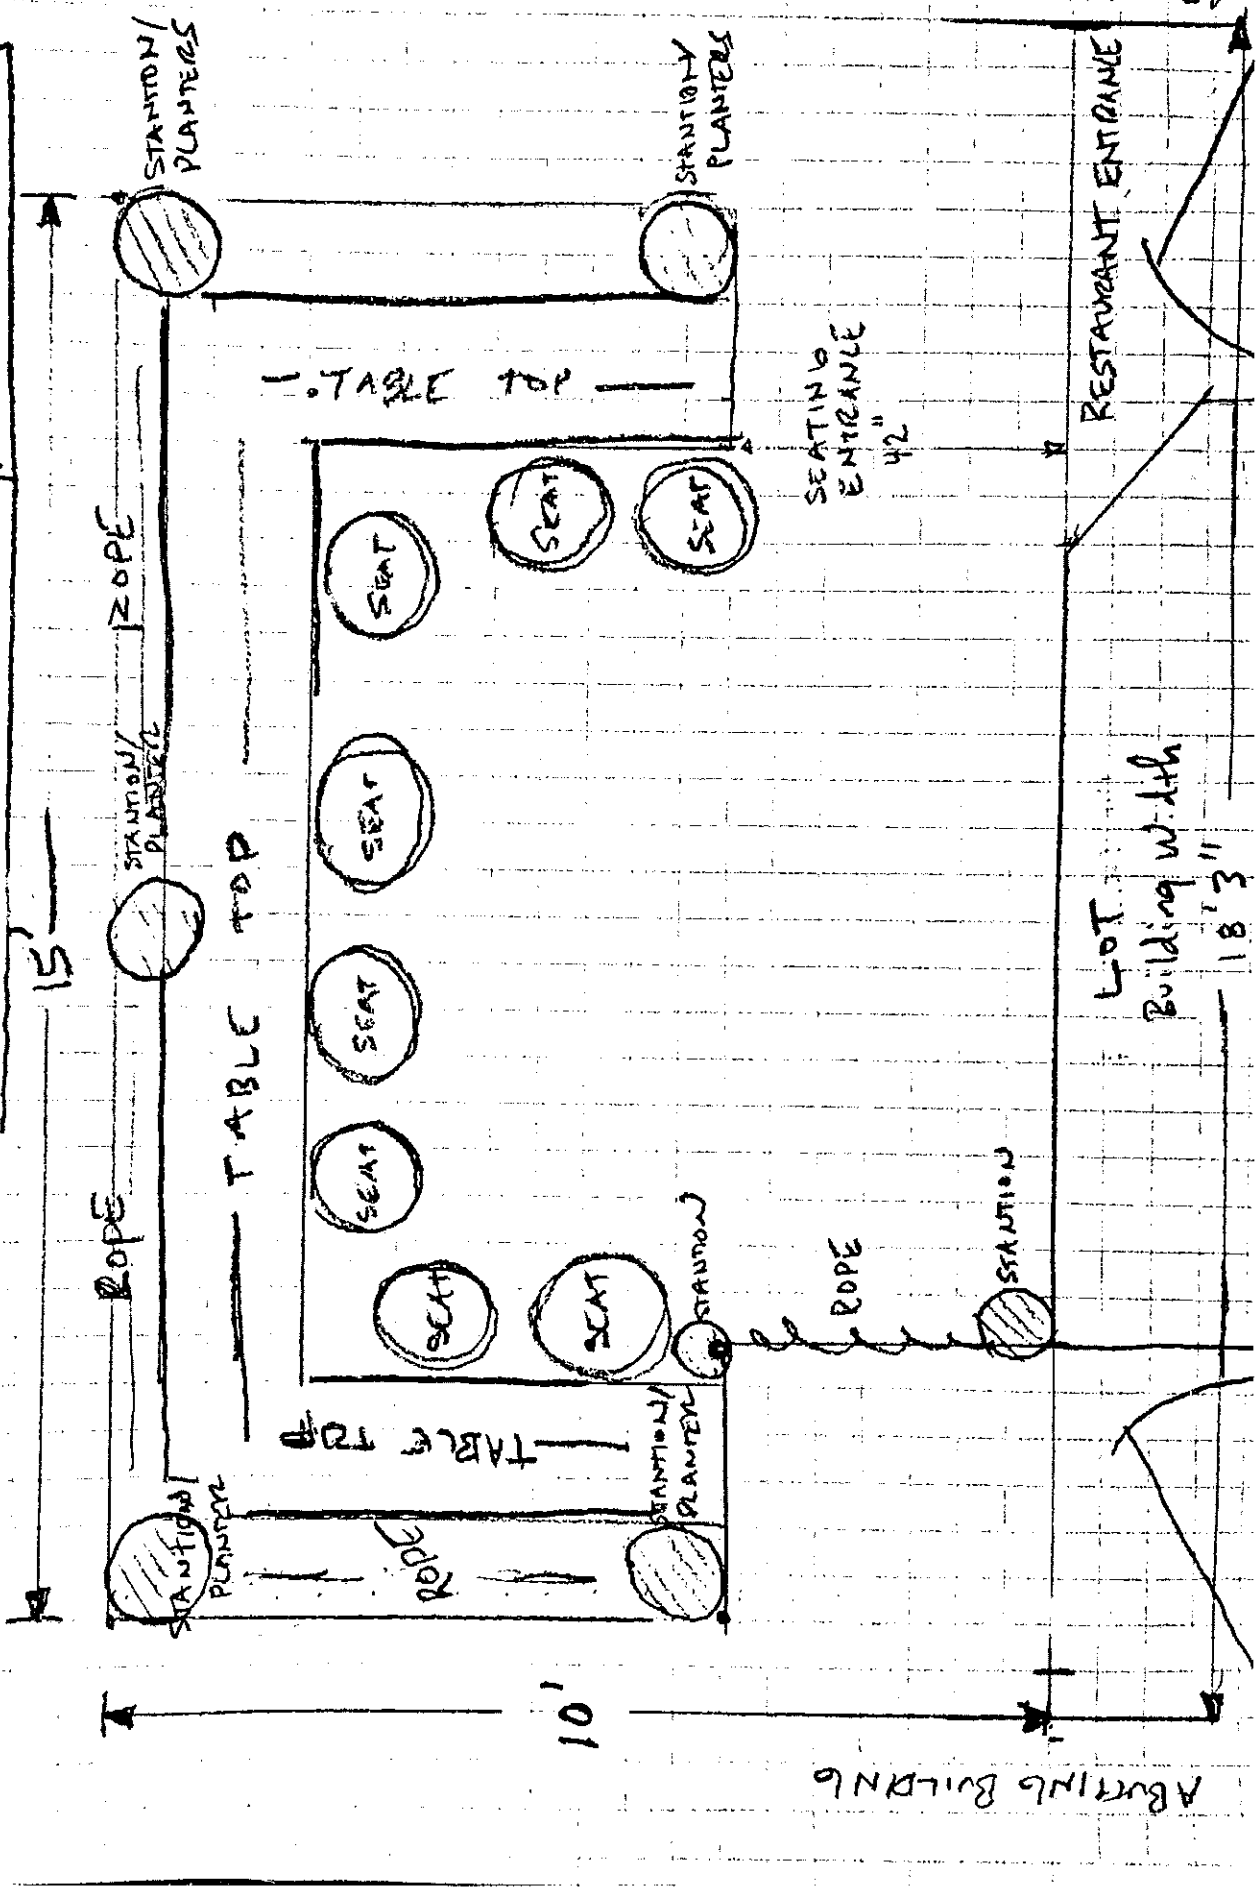 15'
ROPE
ROPE
STANTION/
PLANTERS
STANTION/
PLANTER
STANTION/
PLANTER
TABLE TOP
TABLE TOP
TABLE TOP
ROPE
SEAT
SEAT
SEAT
SEAT
SEAT
SEAT
SEAT
SEAT
STANTION/
PLANTER
STANTION/
PLANTERS
STANTION
ROPE
STANTION
SEATING
ENTRANCE
42"
10'
LOT
Building Width
18' 3"
RESTAURANT ENTRANCE
ABUTTING BUILDING